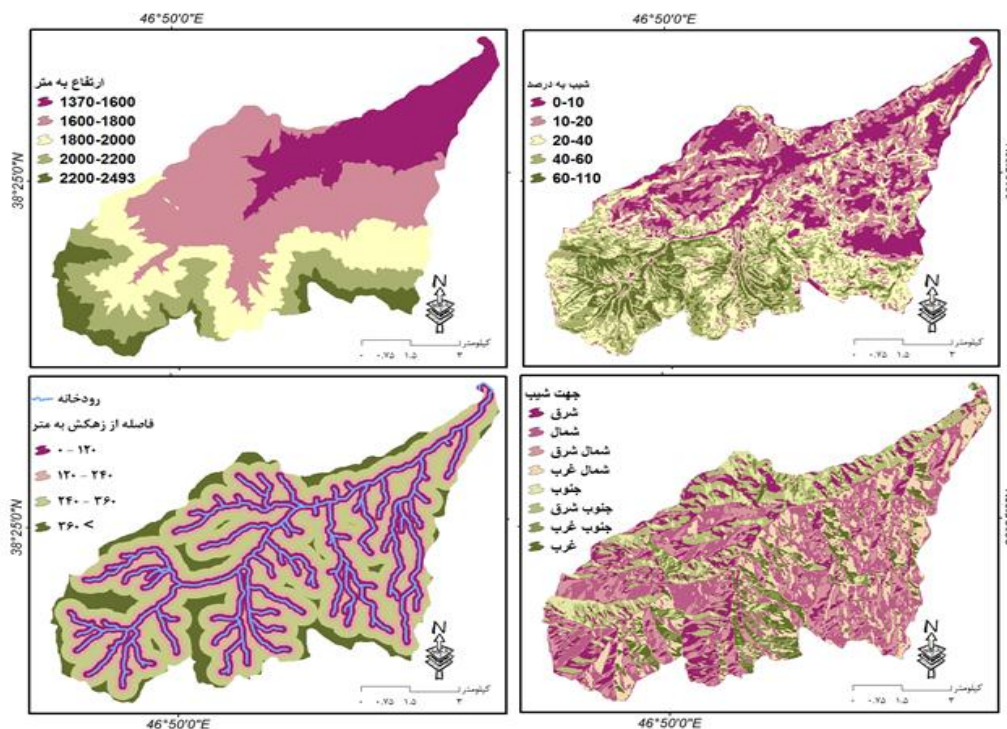 46°50'0"E
46°50'0"E
38°25'0"N
ارتفاع به متر
1370-1600
1600-1800
1800-2000
2000-2200
2200-2493
N
کیلومتر
۰ ۰.۷۵ ۱.۵ ۳
شیب به درصد
0-10
10-20
20-40
40-60
60-110
N
کیلومتر
۰ ۰.۷۵ ۱.۵ ۳
38°25'0"N
رودخانه
فاصله از زهکش به متر
۰ - ۱۲۰
۱۲۰ - ۲۴۰
۲۴۰ - ۳۶۰
۳۶۰ >
N
کیلومتر
۰ ۰.۷۵ ۱.۵ ۳
جهت شیب
شرق
شمال
شمال شرق
شمال غرب
جنوب
جنوب شرق
جنوب غرب
غرب
N
کیلومتر
۰ ۰.۷۵ ۱.۵ ۳
46°50'0"E
46°50'0"E